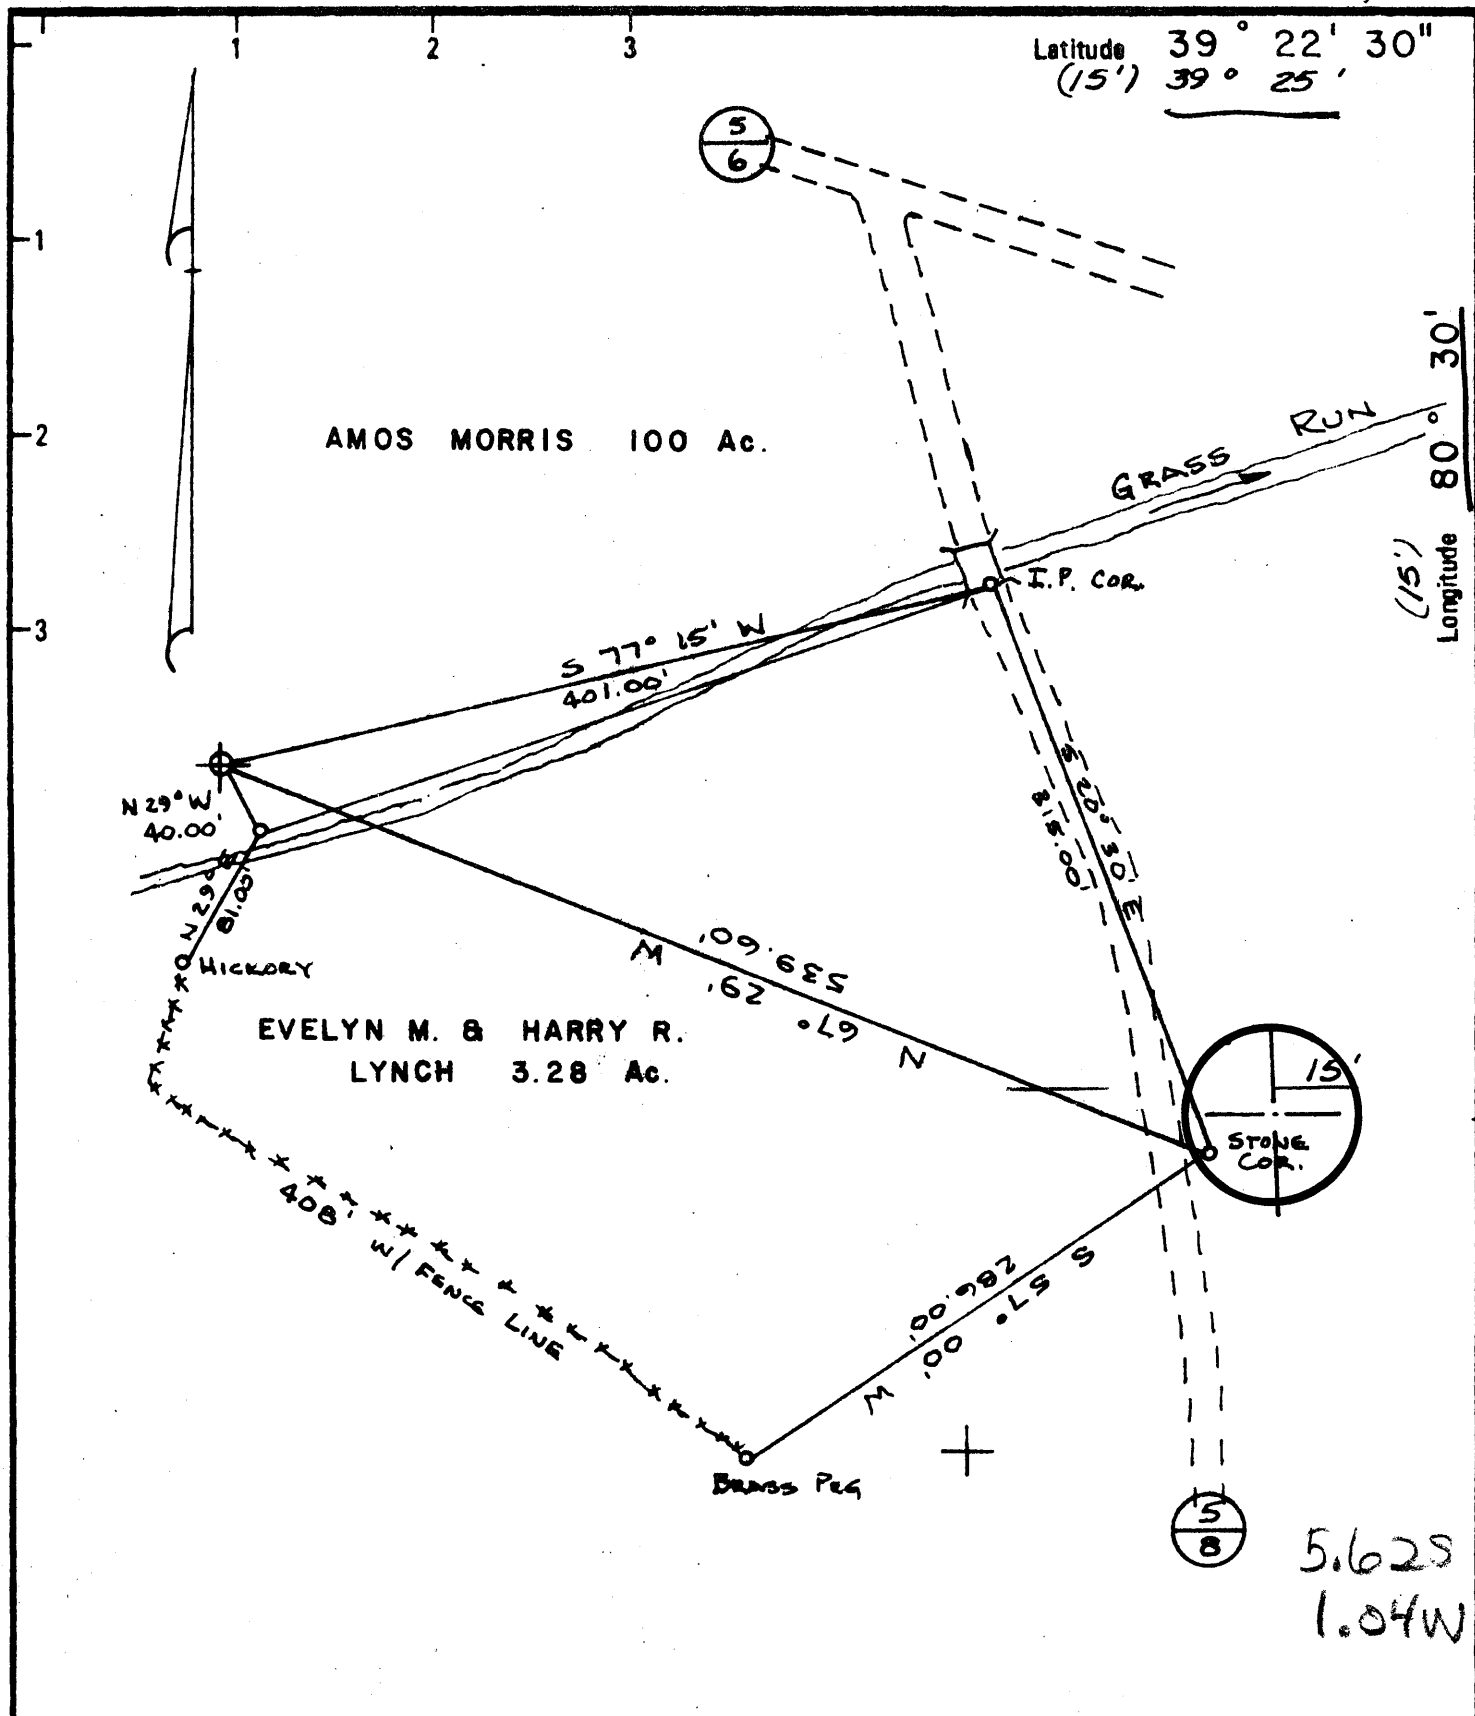 1 2 3
Latitude 39° 22' 30"
(15') 39° 25'
5
6
1
2
3
80° 30'
(15')
Longitude
AMOS MORRIS 100 Ac.
GRASS RUN
I.P. COR.
S 77° 15' W
401.00'
N 29° W
40.00'
N 29°
81.05'
HICKORY
S 20° 30' E
815.00'
539.60'
N 67° 29' W
EVELYN M. & HARRY R.
LYNCH 3.28 Ac.
15'
STONE
COR.
408' W/ FENCE LINE
286.00'
S 57° 00' W
BRASS PEG
5
8
5.62S
1.04W